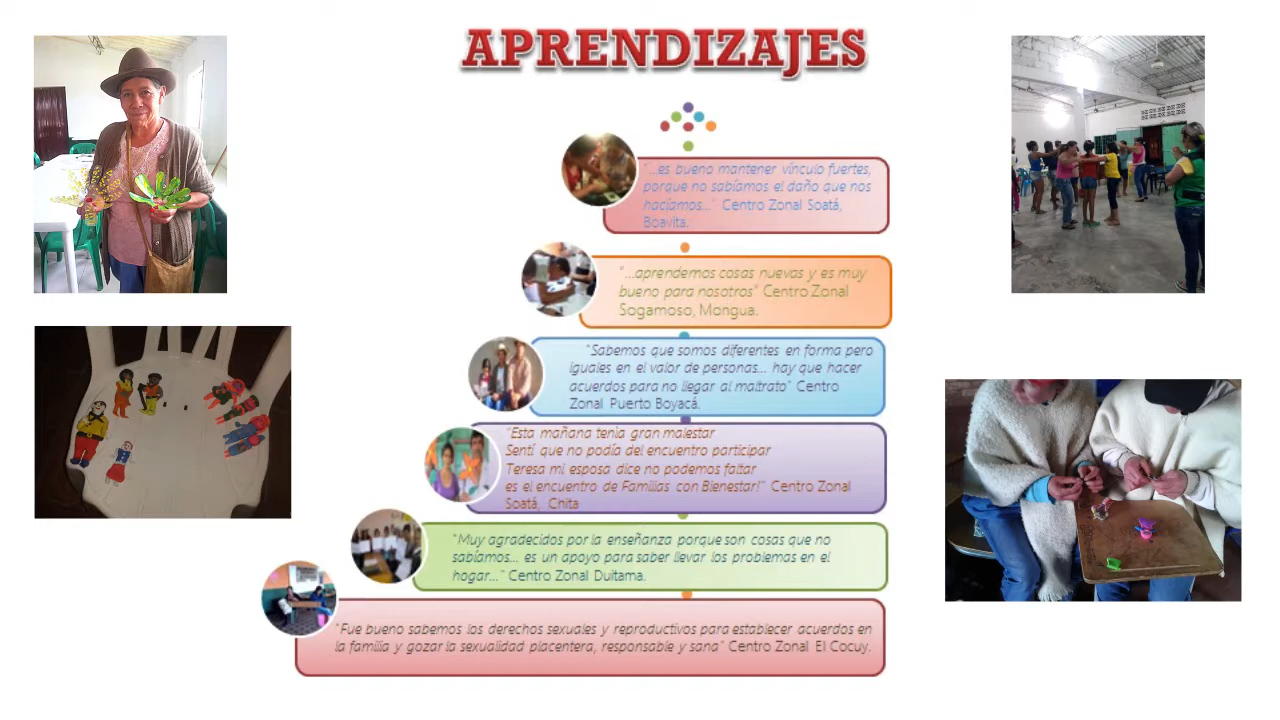 APRENDIZAJES
"...es bueno mantener vínculo fuertes,
porque no sabíamos el daño que nos
hacíamos..." Centro Zonal Soatá,
Boavita.
"...aprendemos cosas nuevas y es muy
bueno para nosotros" Centro Zonal
Sogamoso, Mongua.
"Sabemos que somos diferentes en forma pero
iguales en el valor de personas... hay que hacer
acuerdos para no llegar al maltrato" Centro
Zonal Puerto Boyacá.
"Esta mañana tenia gran malestar
Sentí que no podía del encuentro participar
Teresa mi esposa dice no podemos faltar
es el encuentro de Familias con Bienestar!" Centro Zonal
Soatá, Chita
"Muy agradecidos por la enseñanza porque son cosas que no
sabíamos... es un apoyo para saber llevar los problemas en el
hogar..." Centro Zonal Duitama.
"Fue bueno sabemos los derechos sexuales y reproductivos para establecer acuerdos en
la familia y gozar la sexualidad placentera, responsable y sana" Centro Zonal El Cocuy.